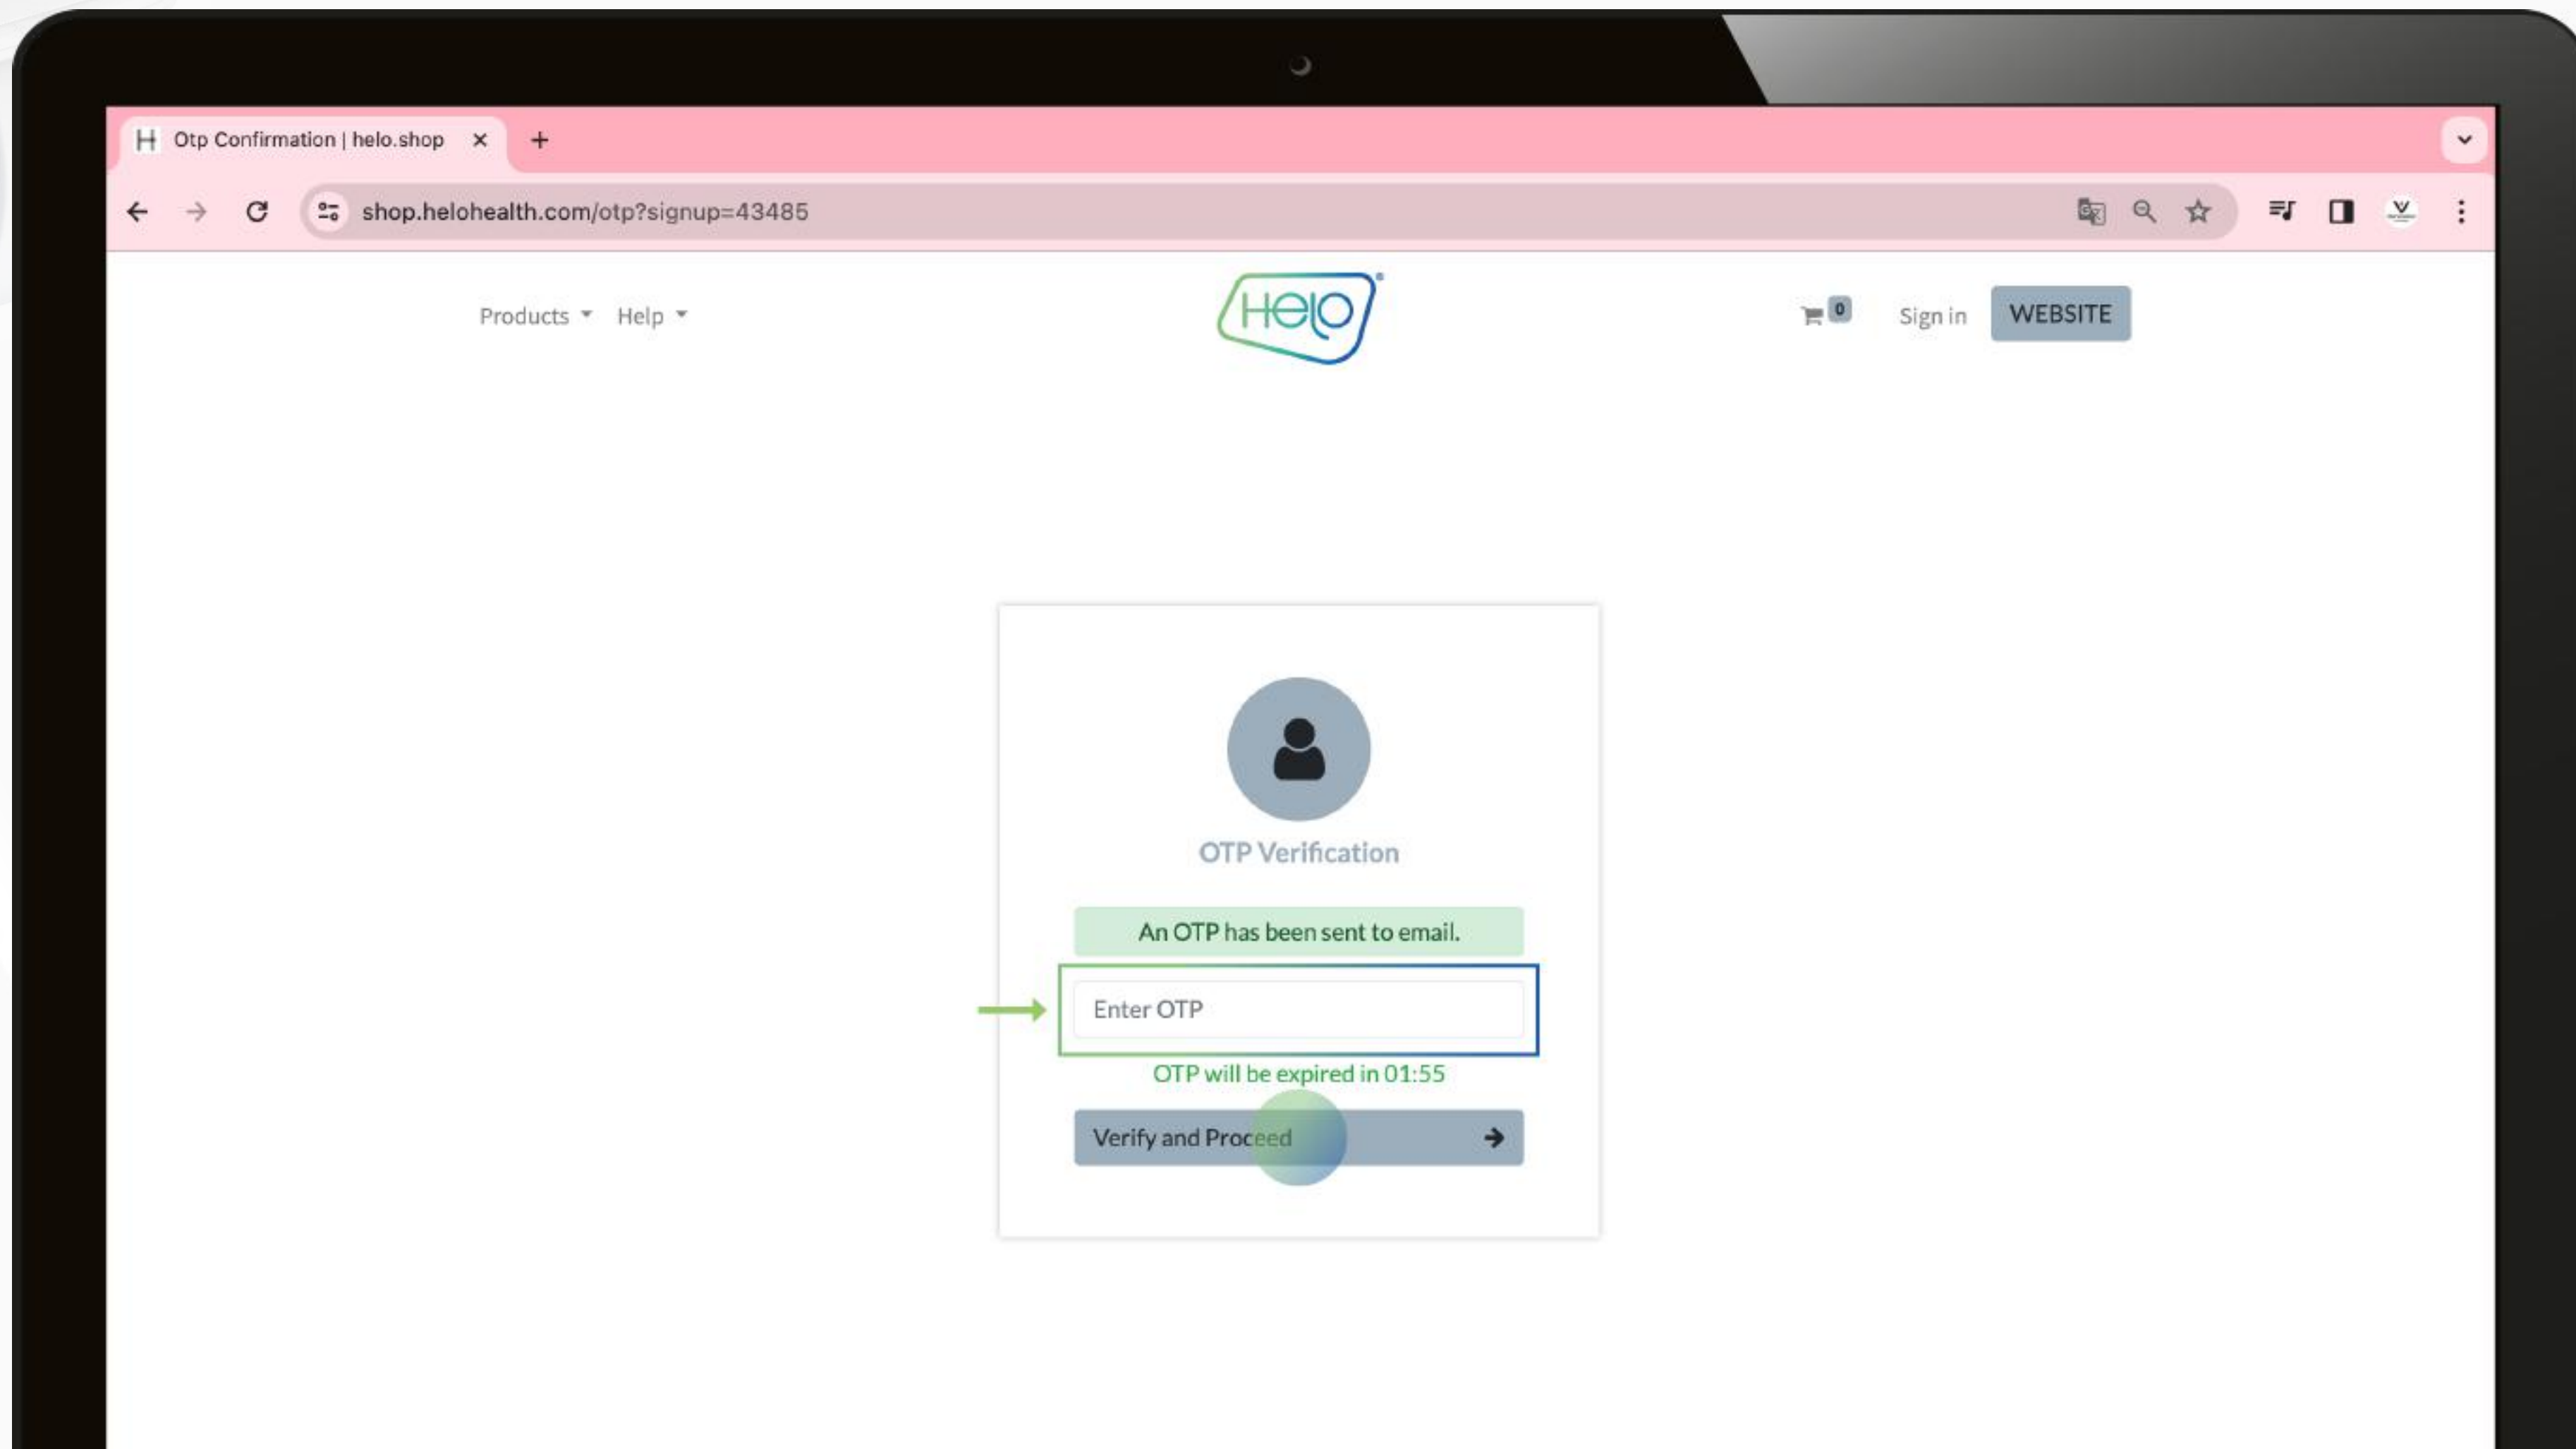 Otp Confirmation | helo.shop
shop.helohealth.com/otp?signup=43485
Products Help
Helo®
0 Sign in WEBSITE
OTP Verification
An OTP has been sent to email.
Enter OTP
OTP will be expired in 01:55
Verify and Proceed